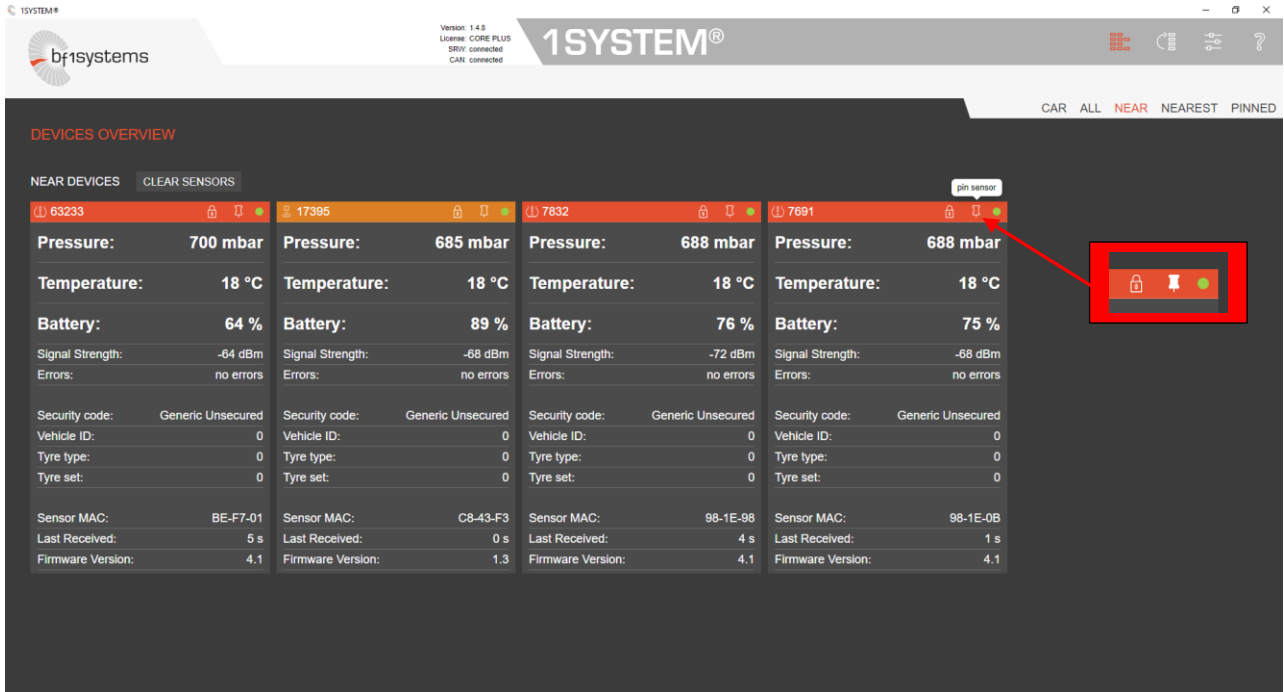 1SYSTEM®
bf1systems
Version: 1.4.8
License: CORE PLUS
SRW: connected
CAN: connected
1SYSTEM®
CAR ALL NEAR NEAREST PINNED
DEVICES OVERVIEW
NEAR DEVICES CLEAR SENSORS
pin sensor
63233 17395 7832 7691
Pressure: 700 mbar Pressure: 685 mbar Pressure: 688 mbar Pressure: 688 mbar
Temperature: 18 °C Temperature: 18 °C Temperature: 18 °C Temperature: 18 °C
Battery: 64 % Battery: 89 % Battery: 76 % Battery: 75 %
Signal Strength: -64 dBm Signal Strength: -68 dBm Signal Strength: -72 dBm Signal Strength: -68 dBm
Errors: no errors Errors: no errors Errors: no errors Errors: no errors
Security code: Generic Unsecured Security code: Generic Unsecured Security code: Generic Unsecured Security code: Generic Unsecured
Vehicle ID: 0 Vehicle ID: 0 Vehicle ID: 0 Vehicle ID: 0
Tyre type: 0 Tyre type: 0 Tyre type: 0 Tyre type: 0
Tyre set: 0 Tyre set: 0 Tyre set: 0 Tyre set: 0
Sensor MAC: BE-F7-01 Sensor MAC: C8-43-F3 Sensor MAC: 98-1E-98 Sensor MAC: 98-1E-0B
Last Received: 5 s Last Received: 0 s Last Received: 4 s Last Received: 1 s
Firmware Version: 4.1 Firmware Version: 1.3 Firmware Version: 4.1 Firmware Version: 4.1